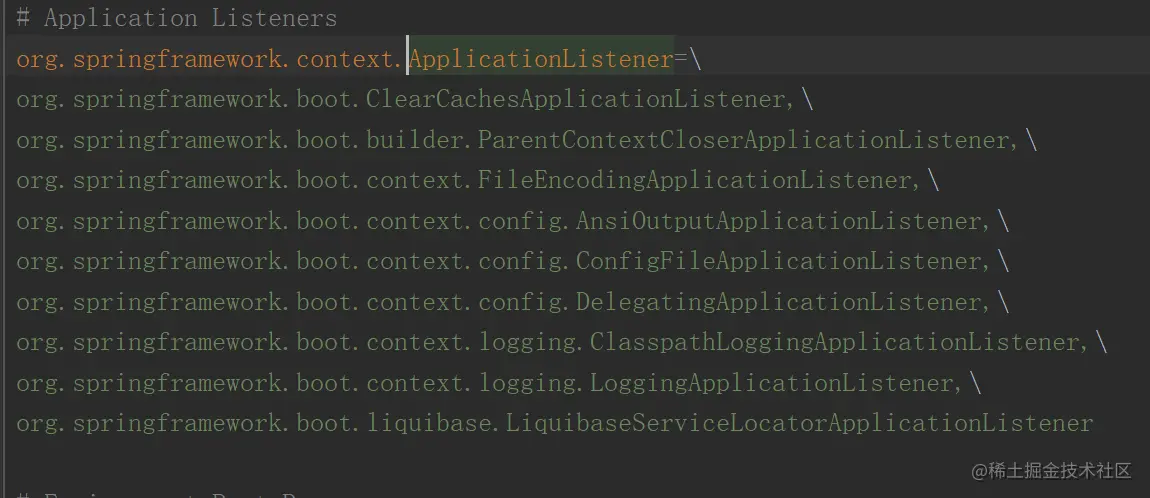 # Application Listeners
org.springframework.context.ApplicationListener=\
org.springframework.boot.ClearCachesApplicationListener,\
org.springframework.boot.builder.ParentContextCloserApplicationListener,\
org.springframework.boot.context.FileEncodingApplicationListener,\
org.springframework.boot.context.config.AnsiOutputApplicationListener,\
org.springframework.boot.context.config.ConfigFileApplicationListener,\
org.springframework.boot.context.config.DelegatingApplicationListener,\
org.springframework.boot.context.logging.ClasspathLoggingApplicationListener,\
org.springframework.boot.context.logging.LoggingApplicationListener,\
org.springframework.boot.liquibase.LiquibaseServiceLocatorApplicationListener
@稀土掘金技术社区